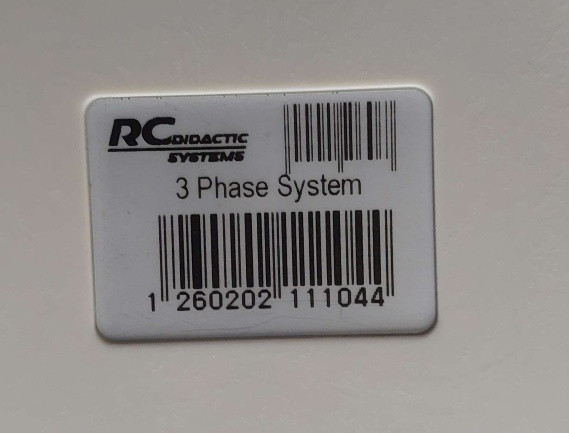 RC DIDACTIC
SYSTEMS
3 Phase System
1 260202 111044